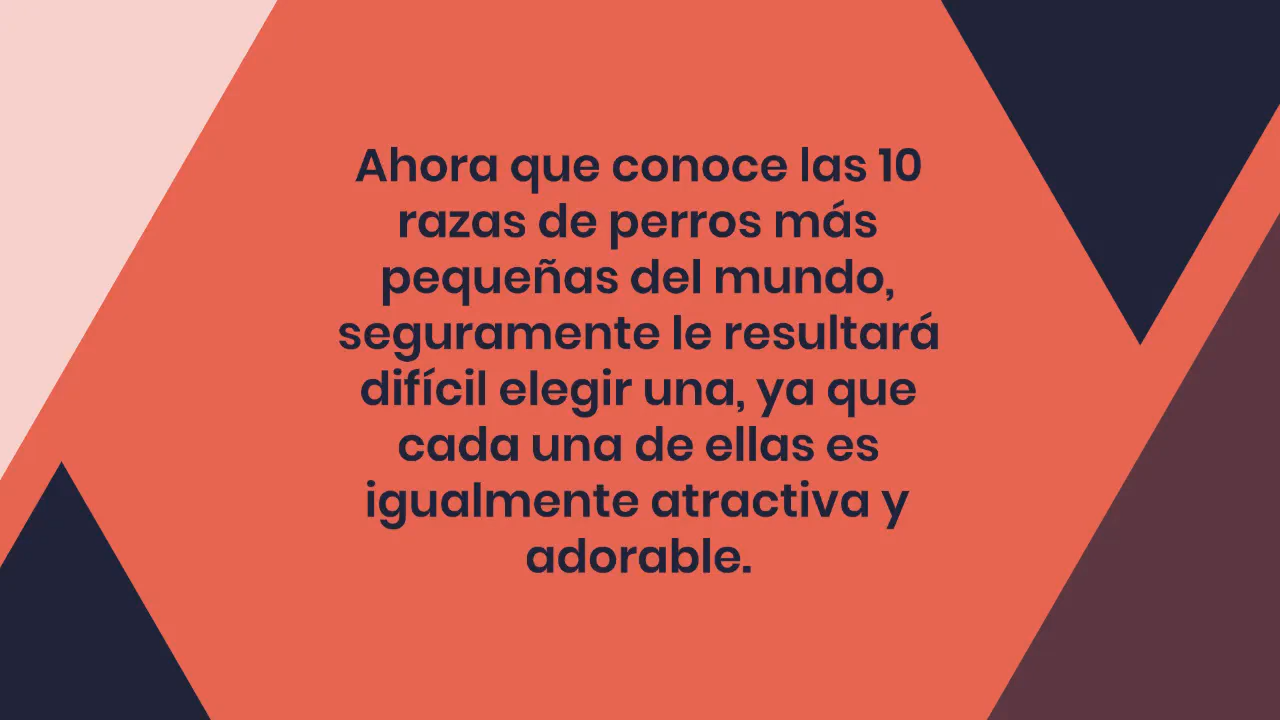 Ahora que conoce las 10
razas de perros más
pequeñas del mundo,
seguramente le resultará
difícil elegir una, ya que
cada una de ellas es
igualmente atractiva y
adorable.